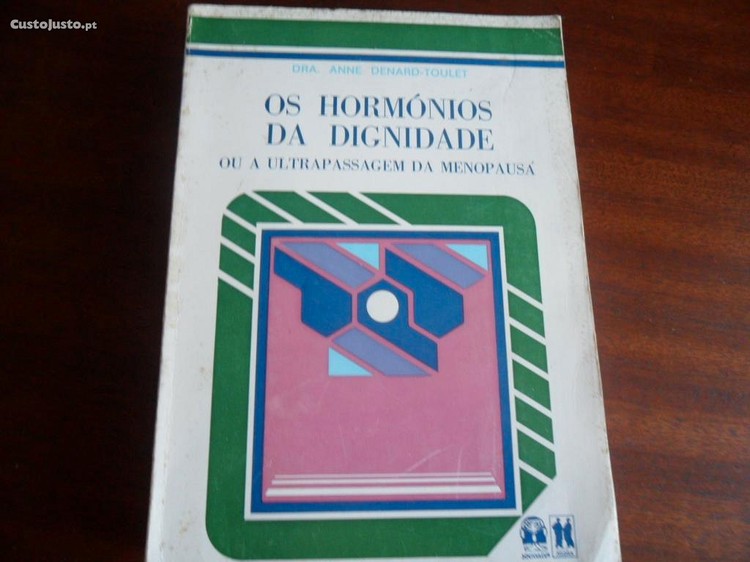 CustoJusto.pt
DRA. ANNE DENARD-TOULET
OS HORMÓNIOS
DA DIGNIDADE
OU A ULTRAPASSAGEM DA MENOPAUSA